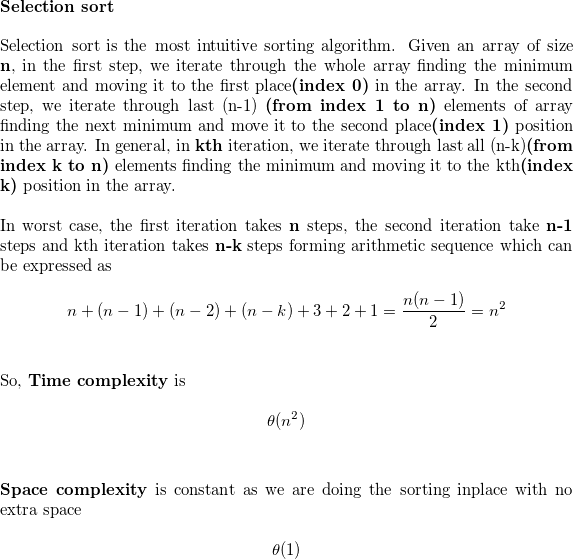 Selection sort
Selection sort is the most intuitive sorting algorithm. Given an array of size
n, in the first step, we iterate through the whole array finding the minimum
element and moving it to the first place(index 0) in the array. In the second
step, we iterate through last (n-1) (from index 1 to n) elements of array
finding the next minimum and move it to the second place(index 1) position
in the array. In general, in kth iteration, we iterate through last all (n-k)(from
index k to n) elements finding the minimum and moving it to the kth(index
k) position in the array.
In worst case, the first iteration takes n steps, the second iteration take n-1
steps and kth iteration takes n-k steps forming arithmetic sequence which can
be expressed as
n + (n − 1) + (n − 2) + (n − k) + 3 + 2 + 1 = n(n − 1)/2 = n²
So, Time complexity is
θ(n²)
Space complexity is constant as we are doing the sorting inplace with no
extra space
θ(1)